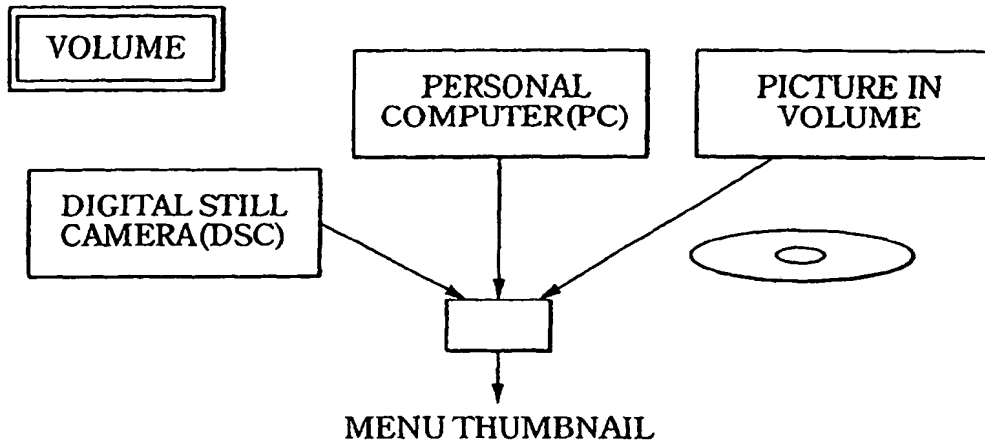 VOLUME
PERSONAL
COMPUTER(PC)
PICTURE IN
VOLUME
DIGITAL STILL
CAMERA(DSC)
MENU THUMBNAIL